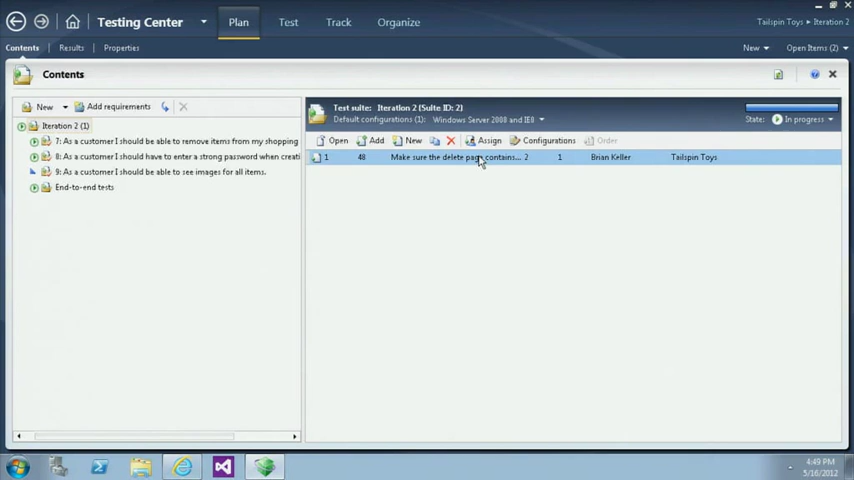 Testing Center Plan Test Track Organize Tailspin Toys ▸ Iteration 2
Contents Results Properties New Open Items (2)
Contents
New Add requirements
Iteration 2 (1)
7: As a customer I should be able to remove items from my shopping
8: As a customer I should have to enter a strong password when creati
9: As a customer I should be able to see images for all items.
End-to-end tests
Test suite: Iteration 2 (Suite ID: 2)
Default configurations (1): Windows Server 2008 and IE8
State: In progress
Open Add New Assign Configurations Order
1 48 Make sure the delete page contains... 2 1 Brian Keller Tailspin Toys
4:49 PM
5/16/2012